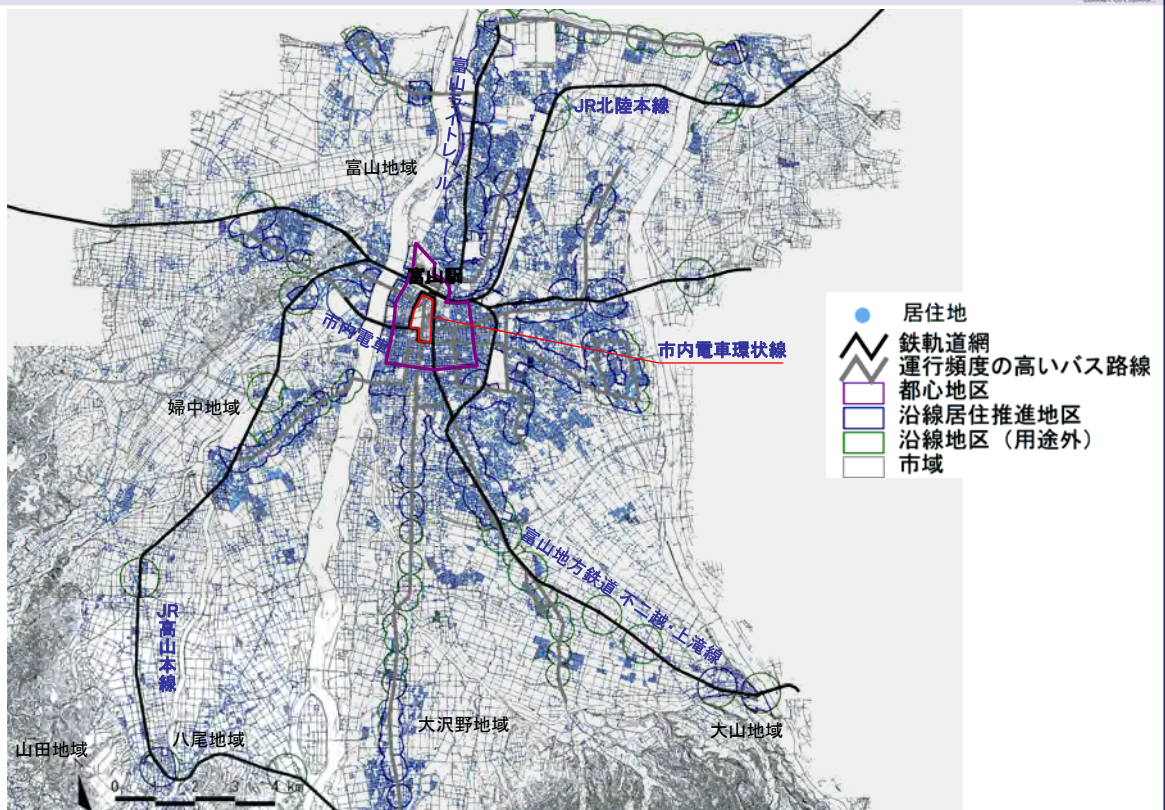 富山ライトレール
JR北陸本線
富山地域
富山駅
市内電車
市内電車環状線
婦中地域
富山地方鉄道 不二越・上滝線
JR高山本線
大沢野地域
大山地域
山田地域
八尾地域
0 1 2 3 4 km
居住地
鉄軌道網
運行頻度の高いバス路線
都心地区
沿線居住推進地区
沿線地区（用途外）
市域